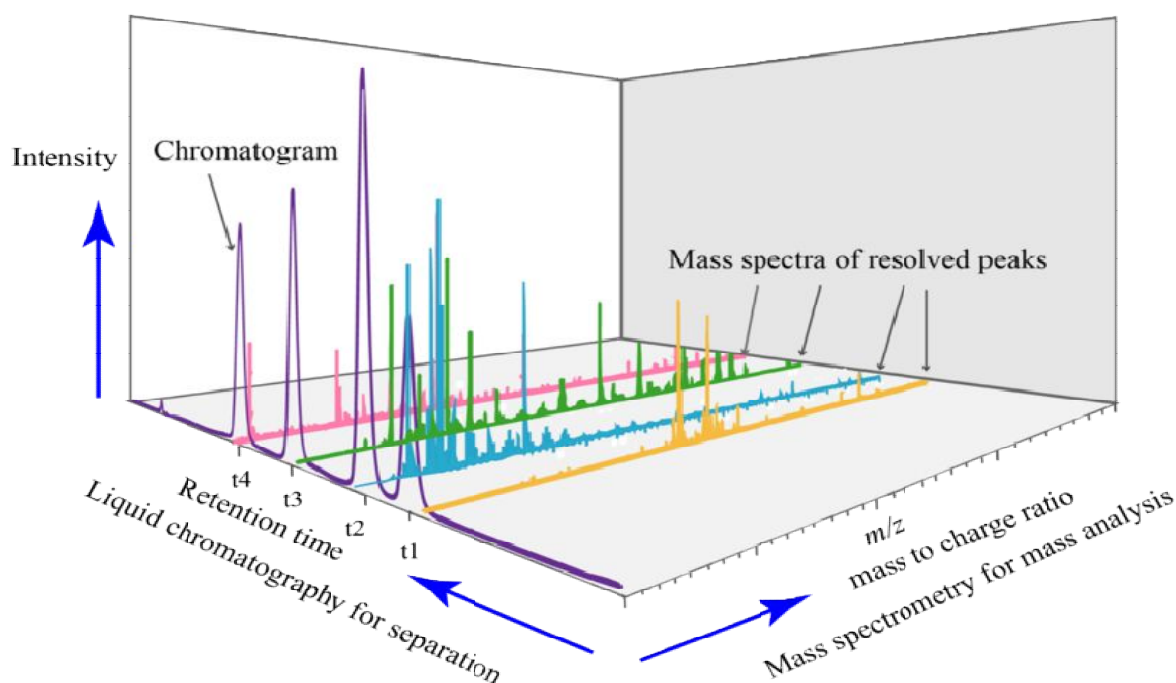 Intensity
Chromatogram
Mass spectra of resolved peaks
t4
t3
t2
t1
Retention time
Liquid chromatography for separation
m/z
mass to charge ratio
Mass spectrometry for mass analysis